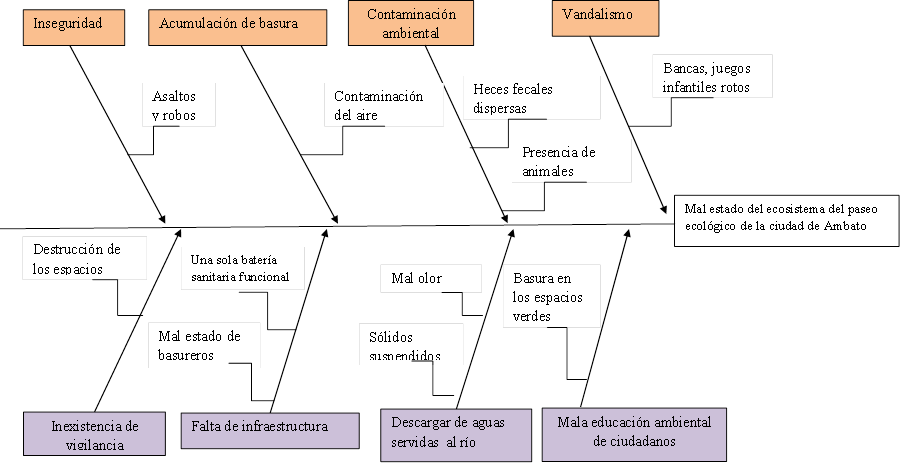 Inseguridad
Acumulación de basura
Contaminación
ambiental
Vandalismo
Asaltos
y robos
Contaminación
del aire
Heces fecales
dispersas
Presencia de
animales
Bancas, juegos
infantiles rotos
Mal estado del ecosistema del paseo
ecológico de la ciudad de Ambato
Destrucción de
los espacios
Una sola batería
sanitaria funcional
Mal estado de
basureros
Mal olor
Sólidos
suspendidos
Basura en
los espacios
verdes
Inexistencia de
vigilancia
Falta de infraestructura
Descargar de aguas
servidas al río
Mala educación ambiental
de ciudadanos